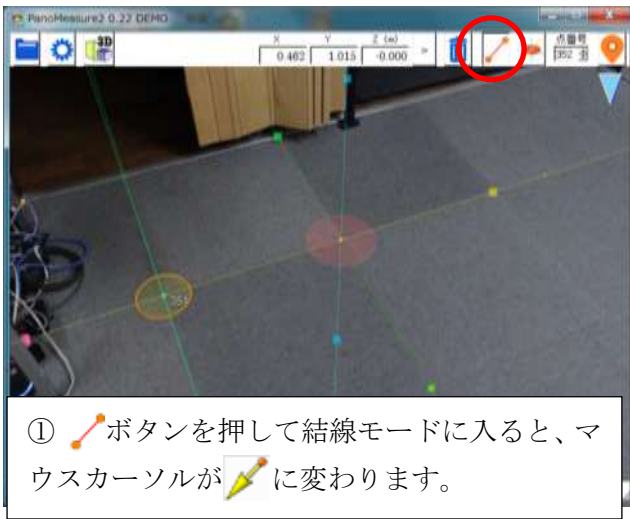 PanoMeasure2 0.22 DEMO
3D
X Y Z (m)
0.462 1.015 -0.000 »
点番号
352
351
① ボタンを押して結線モードに入ると、マ
ウスカーソルが に変わります。